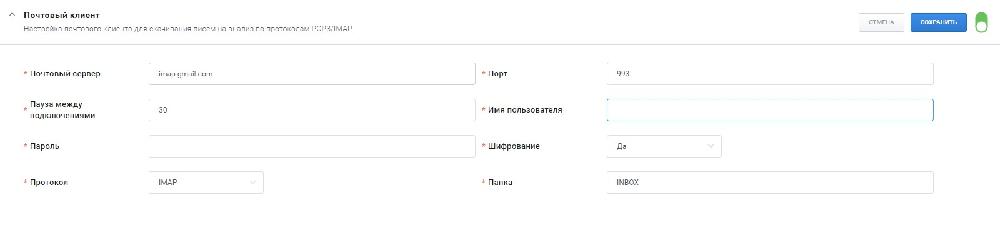 Почтовый клиент
Настройка почтового клиента для скачивания писем на анализ по протоколам POP3/IMAP.
ОТМЕНА
СОХРАНИТЬ
* Почтовый сервер
imap.gmail.com
* Порт
993
* Пауза между
подключениями
30
* Имя пользователя
* Пароль
* Шифрование
Да
* Протокол
IMAP
* Папка
INBOX